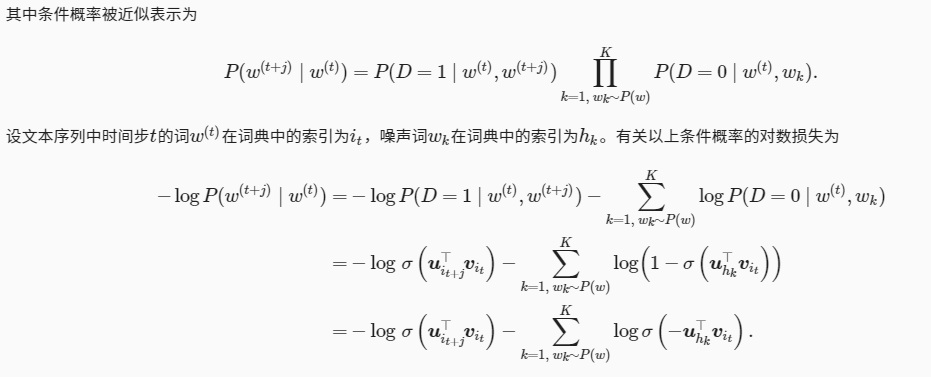 其中条件概率被近似表示为
$$P(w^{(t+j)} \mid w^{(t)}) = P(D=1 \mid w^{(t)}, w^{(t+j)}) \prod_{k=1,\, w_k \sim P(w)}^{K} P(D=0 \mid w^{(t)}, w_k).$$
设文本序列中时间步$t$的词$w^{(t)}$在词典中的索引为$i_t$，噪声词$w_k$在词典中的索引为$h_k$。有关以上条件概率的对数损失为
$$-\log P(w^{(t+j)} \mid w^{(t)}) = -\log P(D=1 \mid w^{(t)}, w^{(t+j)}) - \sum_{k=1,\, w_k \sim P(w)}^{K} \log P(D=0 \mid w^{(t)}, w_k)$$
$$= -\log \sigma\left(\boldsymbol{u}_{i_{t+j}}^\top \boldsymbol{v}_{i_t}\right) - \sum_{k=1,\, w_k \sim P(w)}^{K} \log\left(1 - \sigma\left(\boldsymbol{u}_{h_k}^\top \boldsymbol{v}_{i_t}\right)\right)$$
$$= -\log \sigma\left(\boldsymbol{u}_{i_{t+j}}^\top \boldsymbol{v}_{i_t}\right) - \sum_{k=1,\, w_k \sim P(w)}^{K} \log \sigma\left(-\boldsymbol{u}_{h_k}^\top \boldsymbol{v}_{i_t}\right).$$